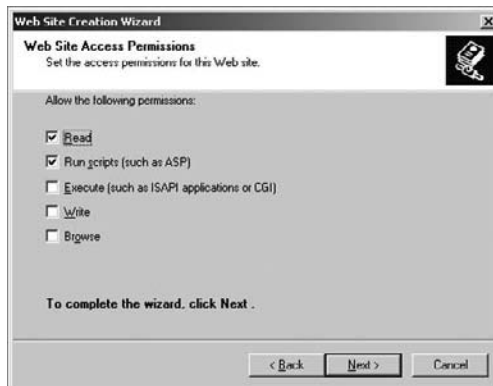 Web Site Creation Wizard
Web Site Access Permissions
Set the access permissions for this Web site.
Allow the following permissions:
Read
Run scripts (such as ASP)
Execute (such as ISAPI applications or CGI)
Write
Browse
To complete the wizard, click Next .
< Back Next > Cancel